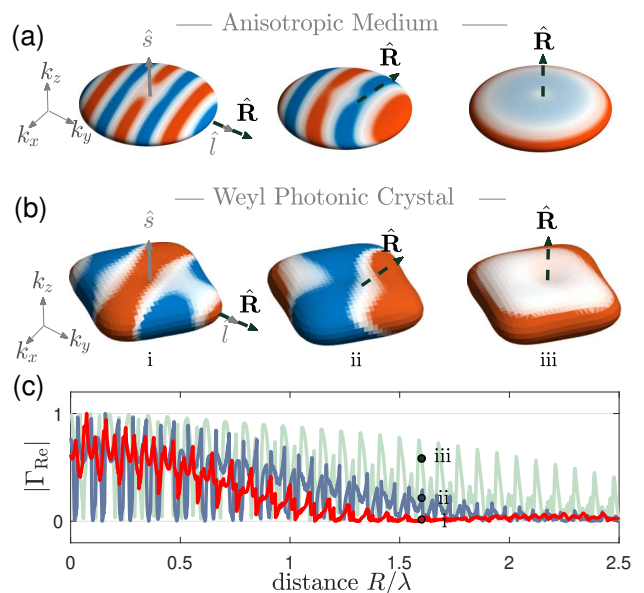 (a) — Anisotropic Medium —
ŝ R̂ R̂
k_z
R̂
k_x k_y l̂
(b) — Weyl Photonic Crystal —
ŝ R̂ R̂
k_z
R̂
k_x k_y l̂
i ii iii
(c)
1
iii
|Γ_Re|
ii
0 i
0 0.5 1 1.5 2 2.5
distance R/λ